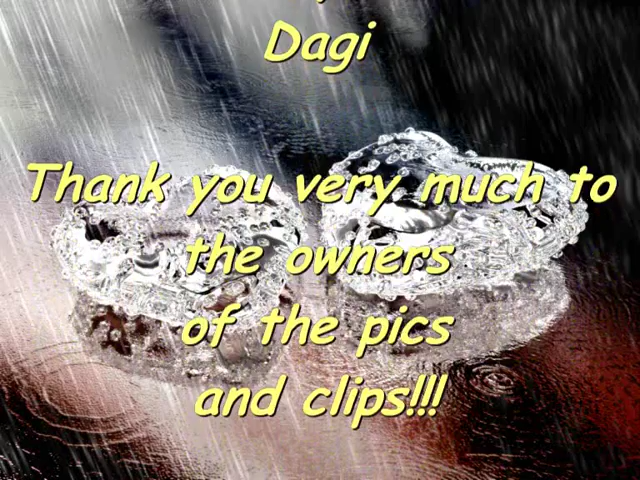 Dagi
Thank you very much to
the owners
of the pics
and clips!!!